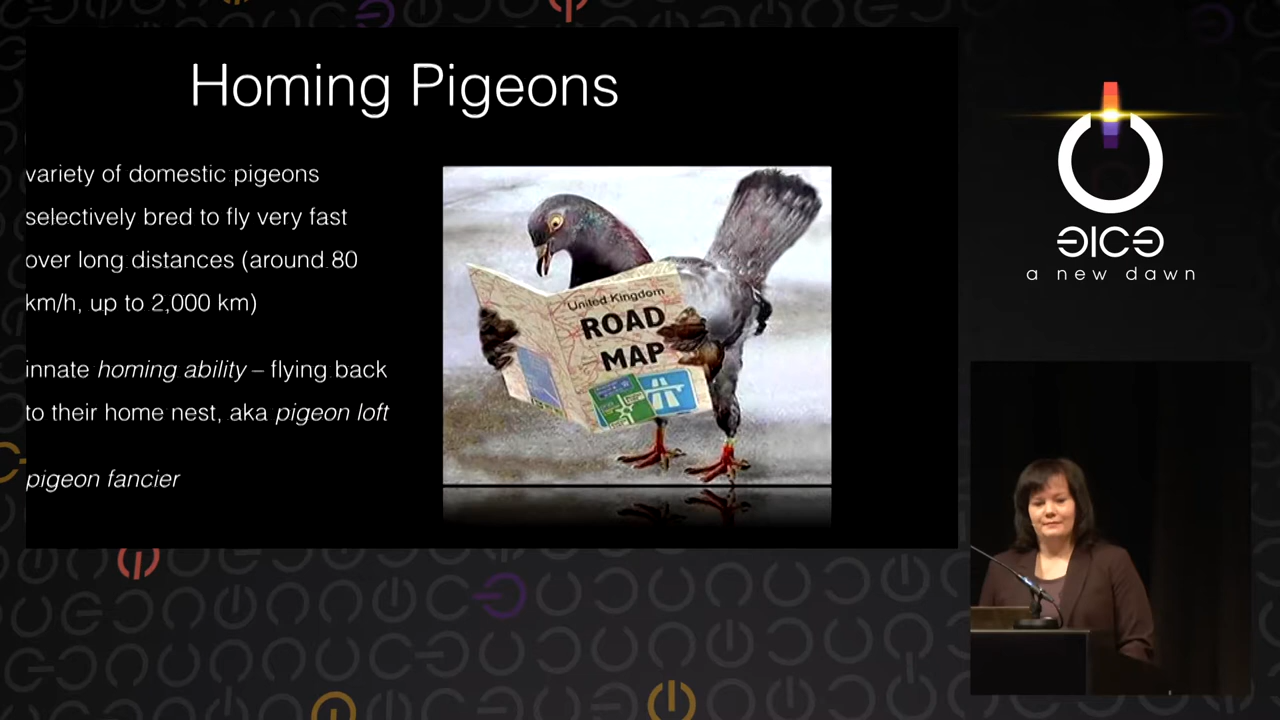 Homing Pigeons
variety of domestic pigeons
selectively bred to fly very fast
over long distances (around 80
km/h, up to 2,000 km)
innate homing ability – flying back
to their home nest, aka pigeon loft
pigeon fancier
United Kingdom
ROAD
MAP
a new dawn